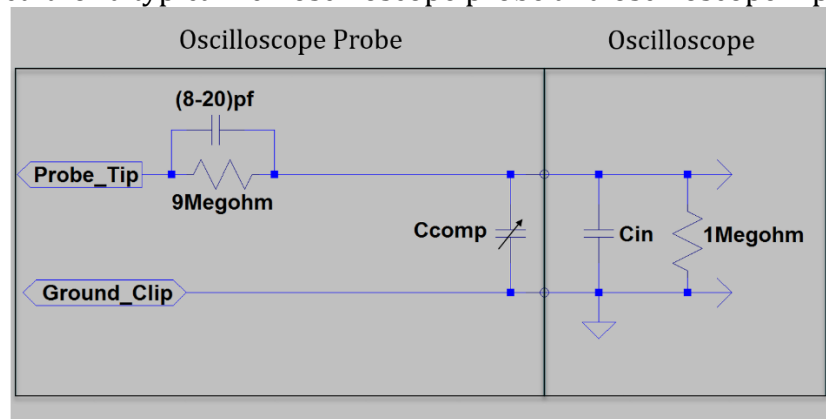 Oscilloscope Probe Oscilloscope
(8-20)pf
Probe_Tip
9Megohm
Ccomp Cin 1Megohm
Ground_Clip